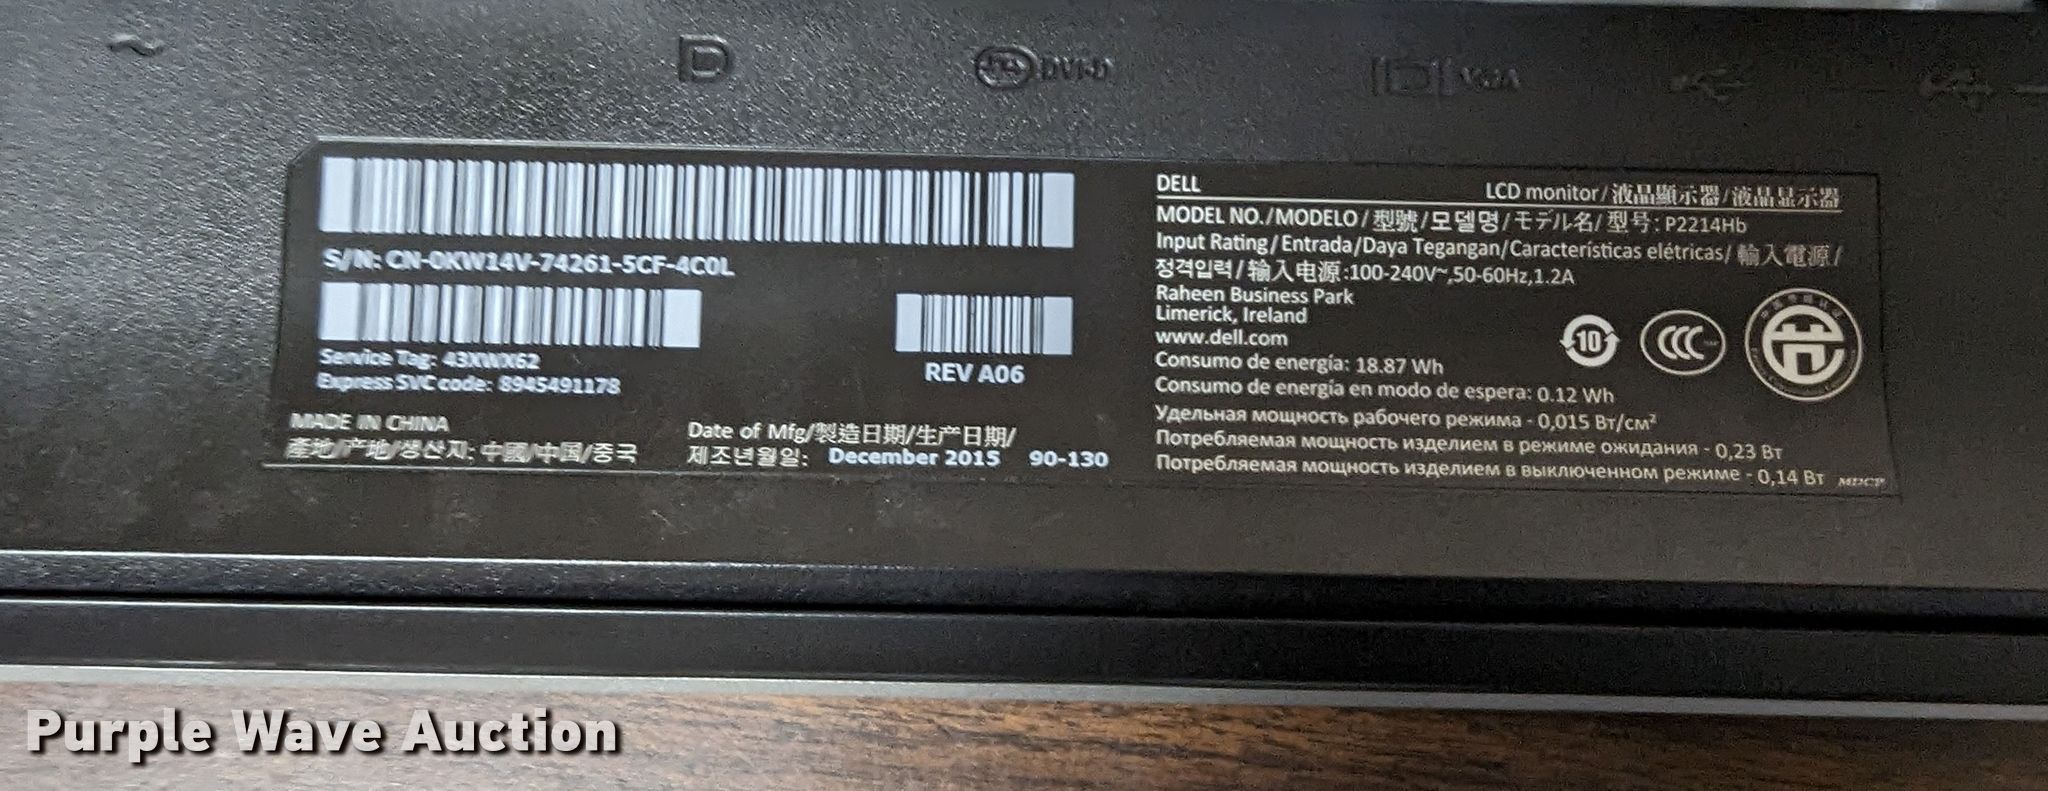 DVI-D
VGA
S/N: CN-0KW14V-74261-5CF-4C0L
Service Tag: 43XWX62
Express SVC code: 8945491178
REV A06
MADE IN CHINA
產地/产地/생산지: 中國/中国/중국
Date of Mfg/製造日期/生产日期/
제조년월일: December 2015 90-130
DELL LCD monitor/液晶顯示器/液晶显示器
MODEL NO./MODELO/型號/모델명/モデル名/型号: P2214Hb
Input Rating/Entrada/Daya Tegangan/Características elétricas/輸入電源/
정격입력/输入电源:100-240V~,50-60Hz,1.2A
Raheen Business Park
Limerick, Ireland
www.dell.com
Consumo de energía: 18.87 Wh
Consumo de energía en modo de espera: 0.12 Wh
Удельная мощность рабочего режима - 0,015 Вт/см²
Потребляемая мощность изделием в режиме ожидания - 0,23 Вт
Потребляемая мощность изделием в выключенном режиме - 0,14 Вт MDCP
10
Purple Wave Auction